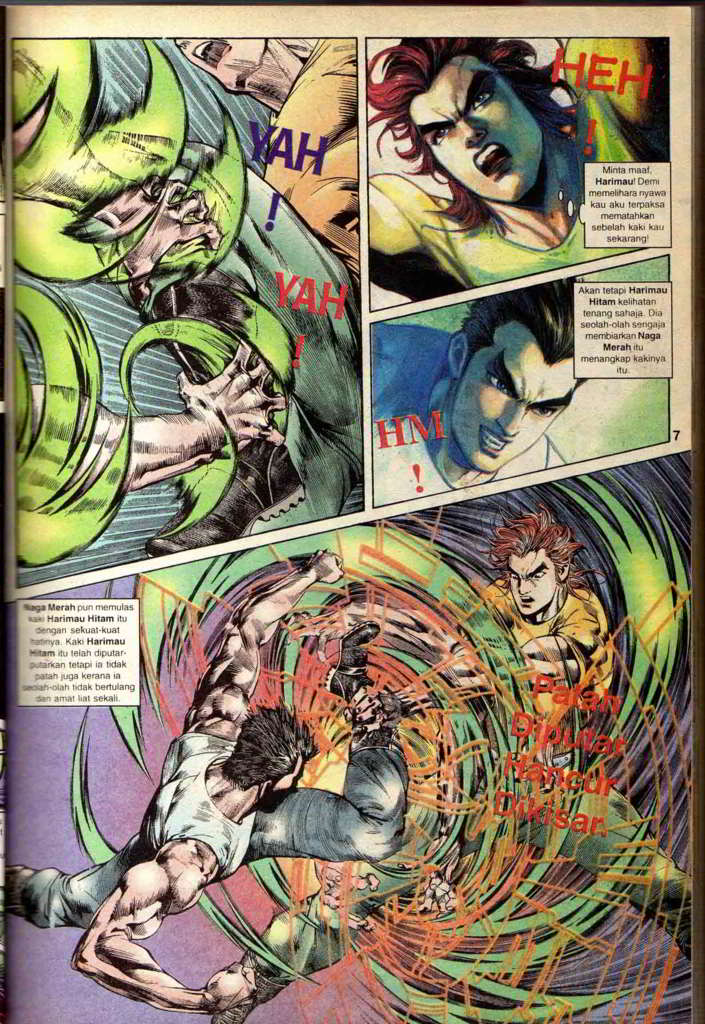 YAH
!
YAH
!
HEH
!
Minta maaf,
Harimau! Demi
memelihara nyawa
kau aku terpaksa
mematahkan
sebelah kaki kau
sekarang!
Akan tetapi Harimau
Hitam kelihatan
tenang sahaja. Dia
seolah-olah sengaja
membiarkan Naga
Merah itu
menangkap kakinya
itu.
HM
!
7
Naga Merah pun memulas
kaki Harimau Hitam itu
dengan sekuat-kuat
hatinya. Kaki Harimau
Hitam itu telah diputar-
putarkan tetapi ia tidak
patah juga kerana ia
seolah-olah tidak bertulang
dan amat liat sekali.
Patah
Diputar
Hancur
Dikisar